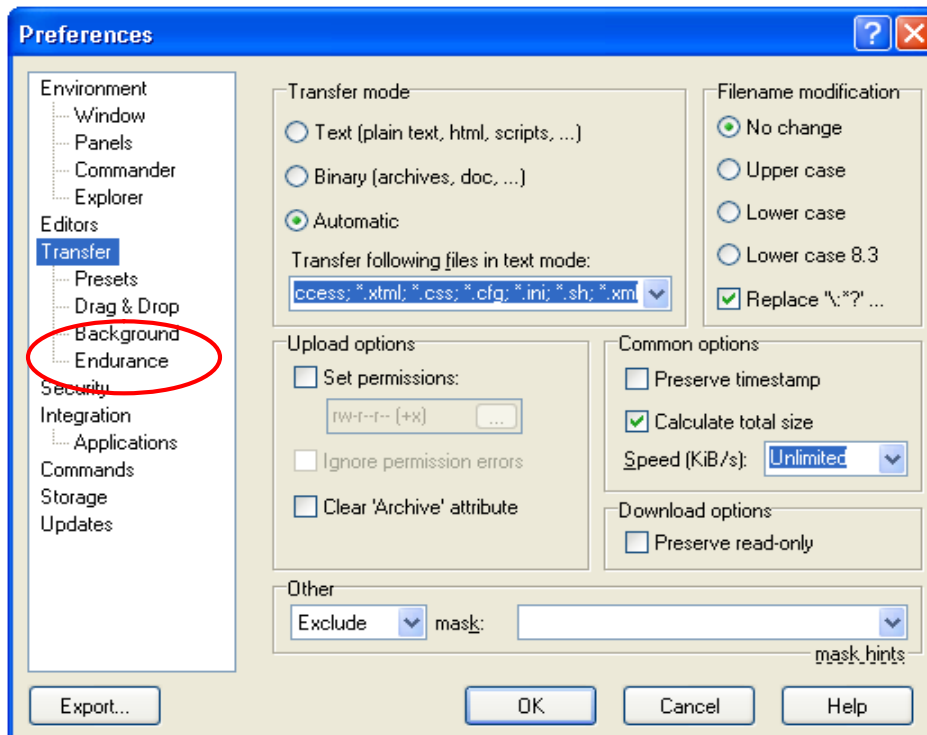 Preferences
Environment
Window
Panels
Commander
Explorer
Editors
Transfer
Presets
Drag & Drop
Background
Endurance
Security
Integration
Applications
Commands
Storage
Updates
Transfer mode
Text (plain text, html, scripts, ...)
Binary (archives, doc, ...)
Automatic
Transfer following files in text mode:
ccess; *.xtml; *.css; *.cfg; *.ini; *.sh; *.xml
Filename modification
No change
Upper case
Lower case
Lower case 8.3
Replace '\:*?' ...
Upload options
Set permissions:
rw-r--r-- (+x) ...
Ignore permission errors
Clear 'Archive' attribute
Common options
Preserve timestamp
Calculate total size
Speed (KiB/s): Unlimited
Download options
Preserve read-only
Other
Exclude mask:
mask hints
Export... OK Cancel Help